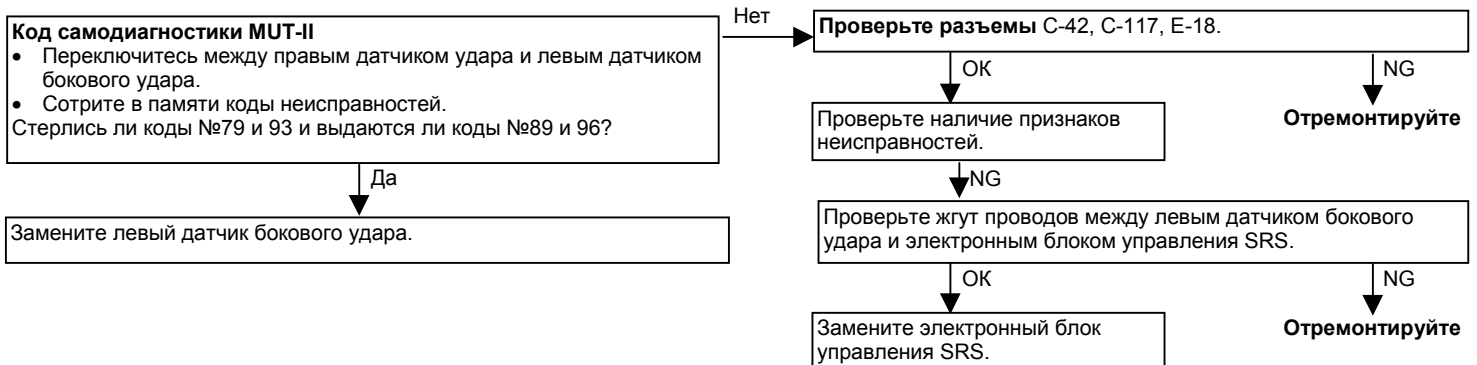 Код самодиагностики MUT-II
• Переключитесь между правым датчиком удара и левым датчиком
бокового удара.
• Сотрите в памяти коды неисправностей.
Стерлись ли коды №79 и 93 и выдаются ли коды №89 и 96?
Нет
Проверьте разъемы C-42, C-117, E-18.
ОК
NG
Проверьте наличие признаков
неисправностей.
Отремонтируйте
Да
NG
Замените левый датчик бокового удара.
Проверьте жгут проводов между левым датчиком бокового
удара и электронным блоком управления SRS.
ОК
NG
Замените электронный блок
управления SRS.
Отремонтируйте